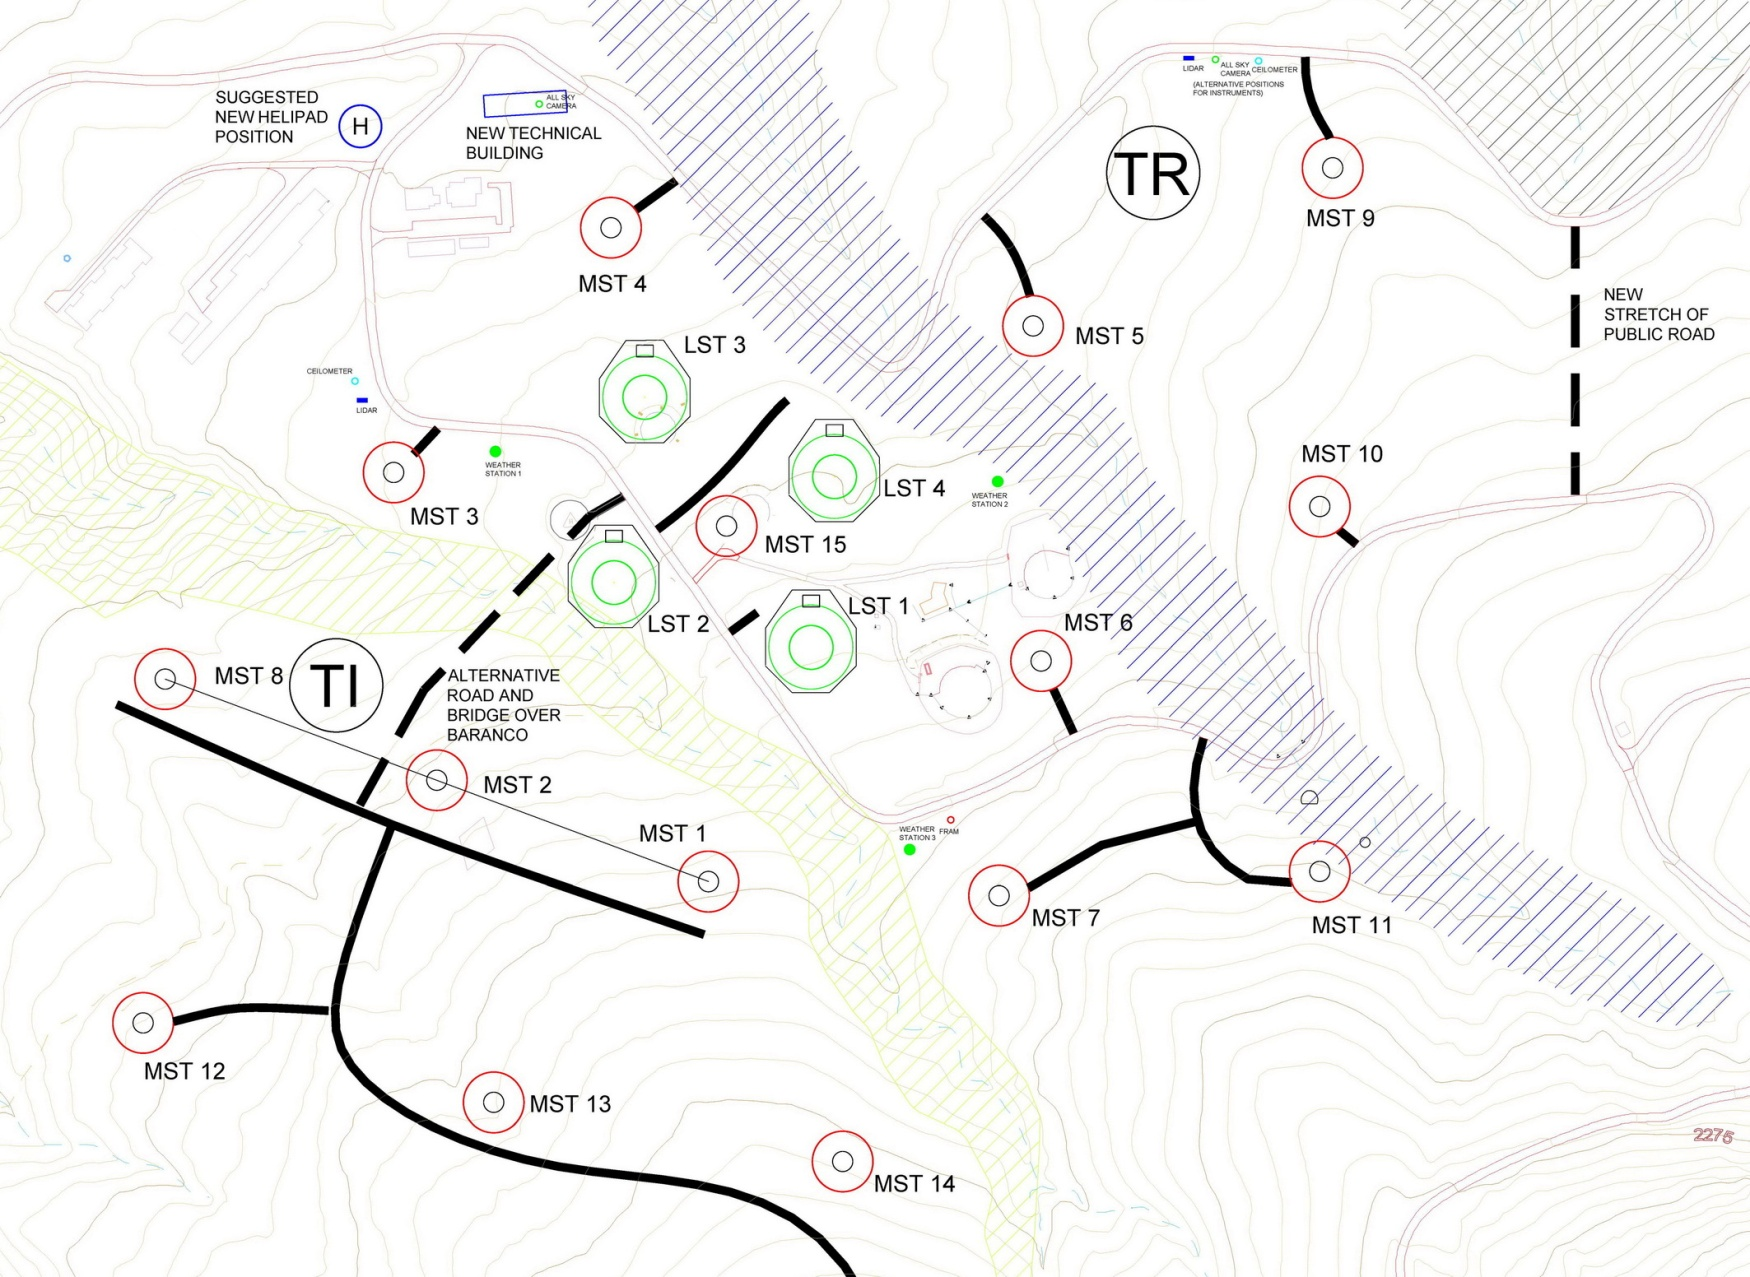 LIDAR
ALL SKY
CAMERA
CEILOMETER
(ALTERNATIVE POSITIONS
FOR INSTRUMENTS)
SUGGESTED
NEW HELIPAD
POSITION
H
ALL SKY
CAMERA
NEW TECHNICAL
BUILDING
TR
MST 9
MST 4
NEW
STRETCH OF
PUBLIC ROAD
MST 5
LST 3
CEILOMETER
LIDAR
MST 10
WEATHER
STATION 1
LST 4
WEATHER
STATION 2
MST 3
MST 15
LST 1
LST 2
MST 6
MST 8
TI
ALTERNATIVE
ROAD AND
BRIDGE OVER
BARANCO
MST 2
MST 1
WEATHER
STATION 3
FRAM
MST 7
MST 11
MST 12
MST 13
2275
MST 14